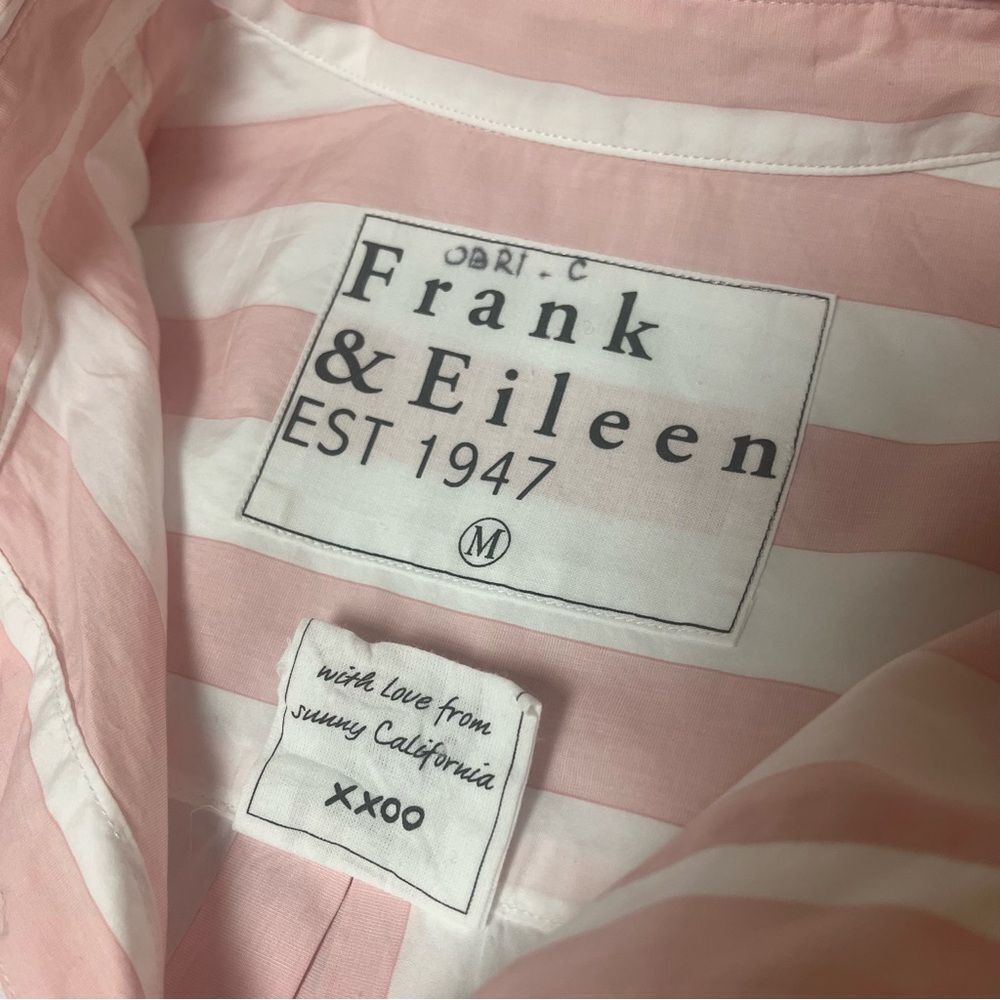 OBRI - C
Frank
& Eileen
EST 1947
M
with Love from
sunny California
XXOO